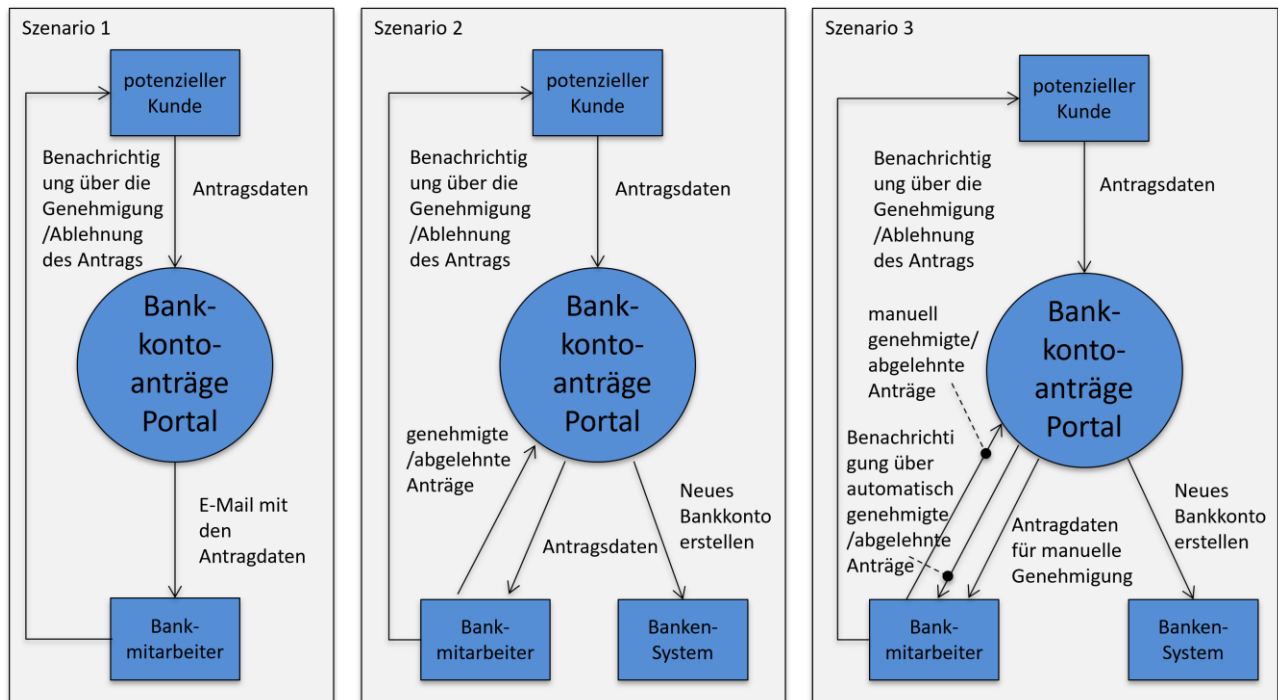 Szenario 1
potenzieller
Kunde
Benachrichtig
ung über die
Genehmigung
/Ablehnung
des Antrags
Antragsdaten
Bank-
konto-
anträge
Portal
E-Mail mit
den
Antragdaten
Bank-
mitarbeiter
Szenario 2
potenzieller
Kunde
Benachrichtig
ung über die
Genehmigung
/Ablehnung
des Antrags
Antragsdaten
Bank-
konto-
anträge
Portal
genehmigte
/abgelehnte
Anträge
Antragsdaten
Neues
Bankkonto
erstellen
Bank-
mitarbeiter
Banken-
System
Szenario 3
potenzieller
Kunde
Benachrichtig
ung über die
Genehmigung
/Ablehnung
des Antrags
Antragsdaten
manuell
genehmigte/
abgelehnte
Anträge
Bank-
konto-
anträge
Portal
Benachrichti
gung über
automatisch
genehmigte
/abgelehnte
Anträge
Antragdaten
für manuelle
Genehmigung
Neues
Bankkonto
erstellen
Bank-
mitarbeiter
Banken-
System